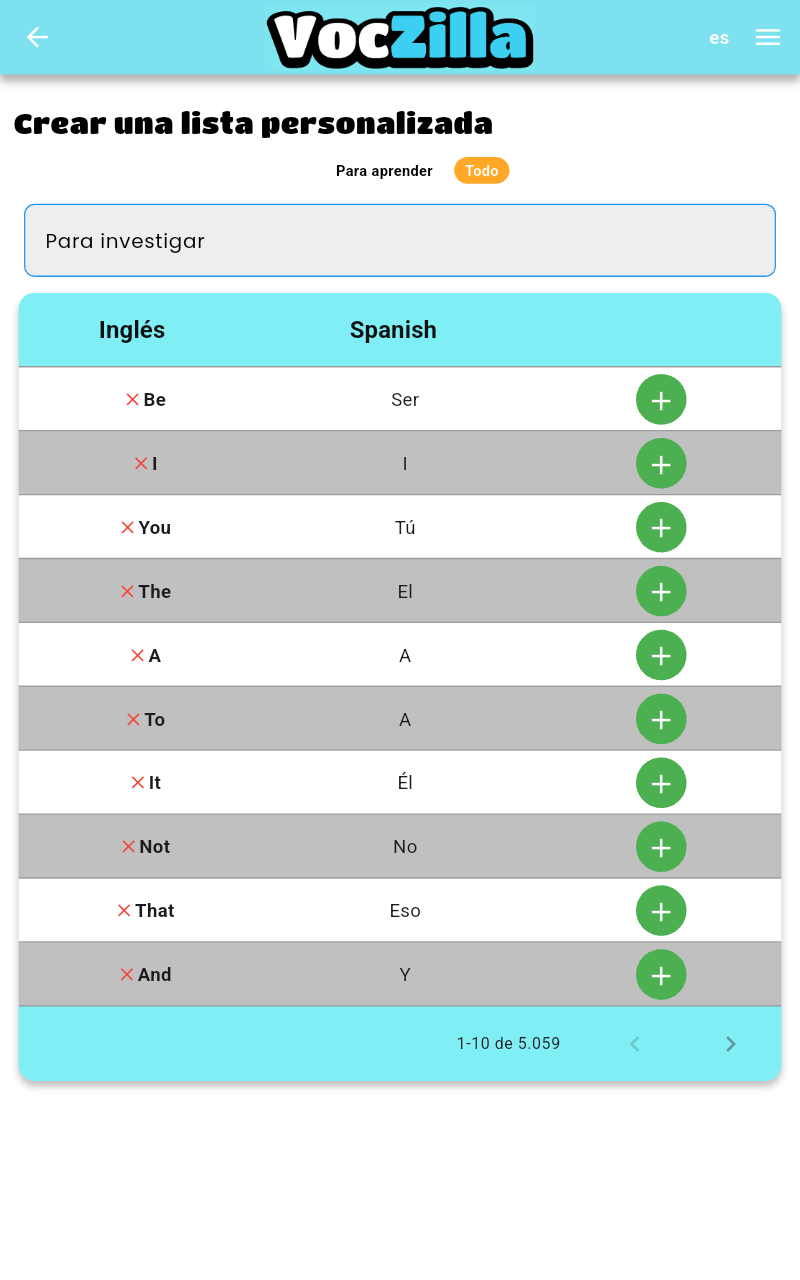 VocZilla
es
Crear una lista personalizada
Para aprender Todo
Para investigar
Inglés Spanish
Be Ser
I I
You Tú
The El
A A
To A
It Él
Not No
That Eso
And Y
1-10 de 5.059